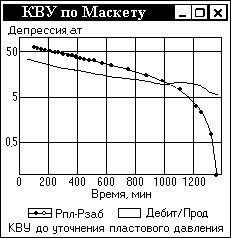 КВУ по Маскету
Депрессия,ат
50
5
0,5
0 200 400 600 800 1000 1200
Время, мин
Рпл-Рзаб Дебит/Прод
КВУ до уточнения пластового давления